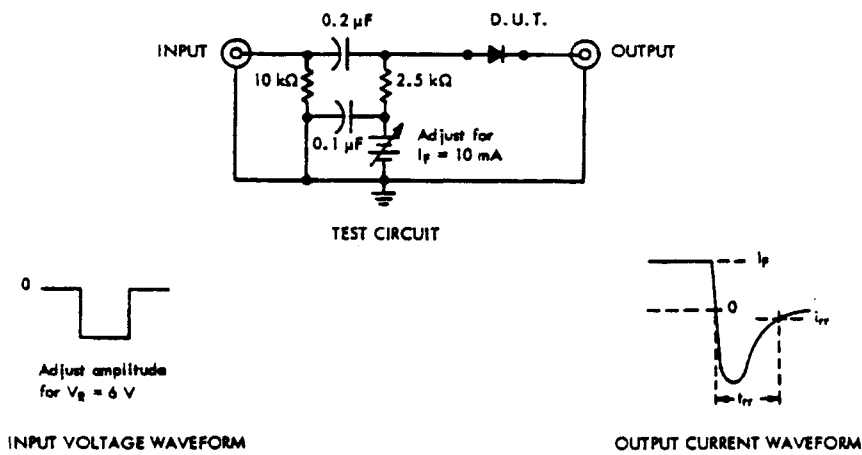 0.2 µF
D. U. T.
INPUT
OUTPUT
10 kΩ
2.5 kΩ
0.1 µF
Adjust for
IF = 10 mA
TEST CIRCUIT
0
Adjust amplitude
for VR = 6 V
INPUT VOLTAGE WAVEFORM
IF
0
irr
trr
OUTPUT CURRENT WAVEFORM